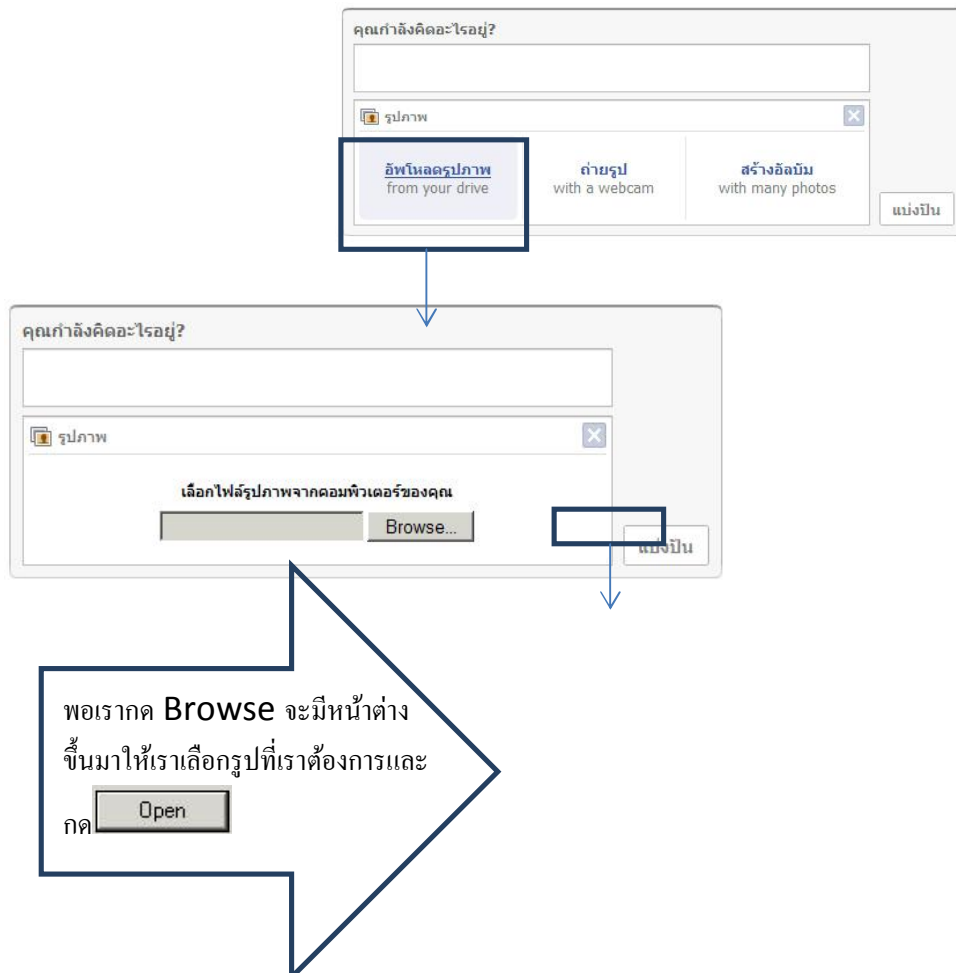 คุณกำลังคิดอะไรอยู่?
รูปภาพ
อัพโหลดรูปภาพ ถ่ายรูป สร้างอัลบัม
from your drive with a webcam with many photos
แบ่งปัน
คุณกำลังคิดอะไรอยู่?
รูปภาพ
เลือกไฟล์รูปภาพจากคอมพิวเตอร์ของคุณ
Browse...
แบ่งปัน
พอเรากด Browse จะมีหน้าต่าง
ขึ้นมาให้เราเลือกรูปที่เราต้องการและ
กด Open